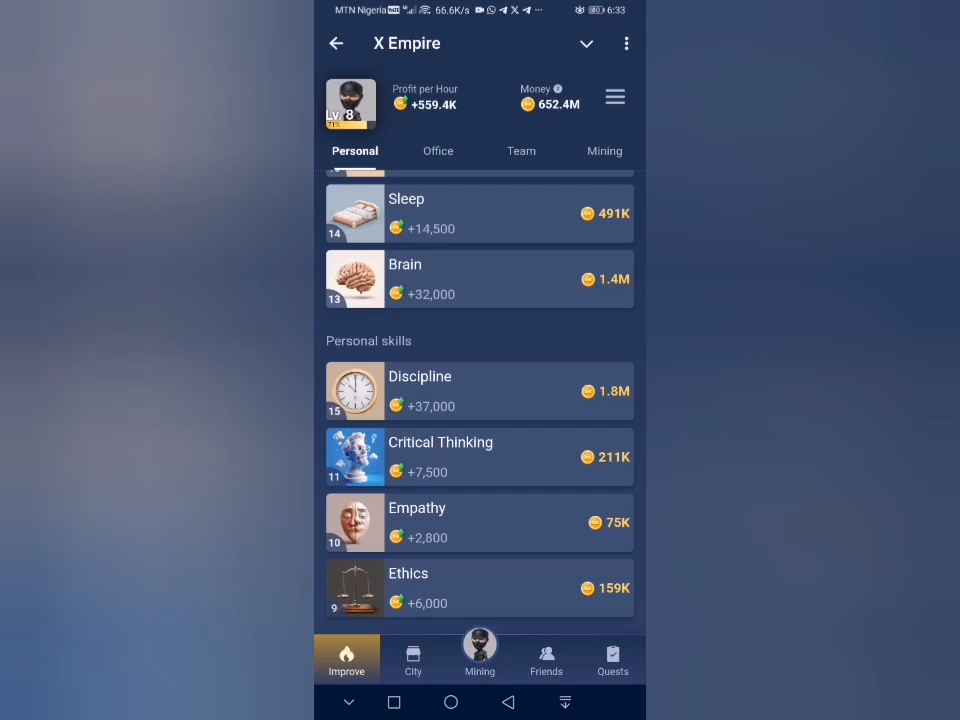 MTN Nigeria 66.6K/s 6:33
X Empire
Profit per Hour
+559.4K
Money
652.4M
Lv. 8
71%
Personal Office Team Mining
Sleep
+14,500
491K
14
Brain
+32,000
1.4M
13
Personal skills
Discipline
+37,000
1.8M
15
Critical Thinking
+7,500
211K
11
Empathy
+2,800
75K
10
Ethics
+6,000
159K
9
Improve City Mining Friends Quests